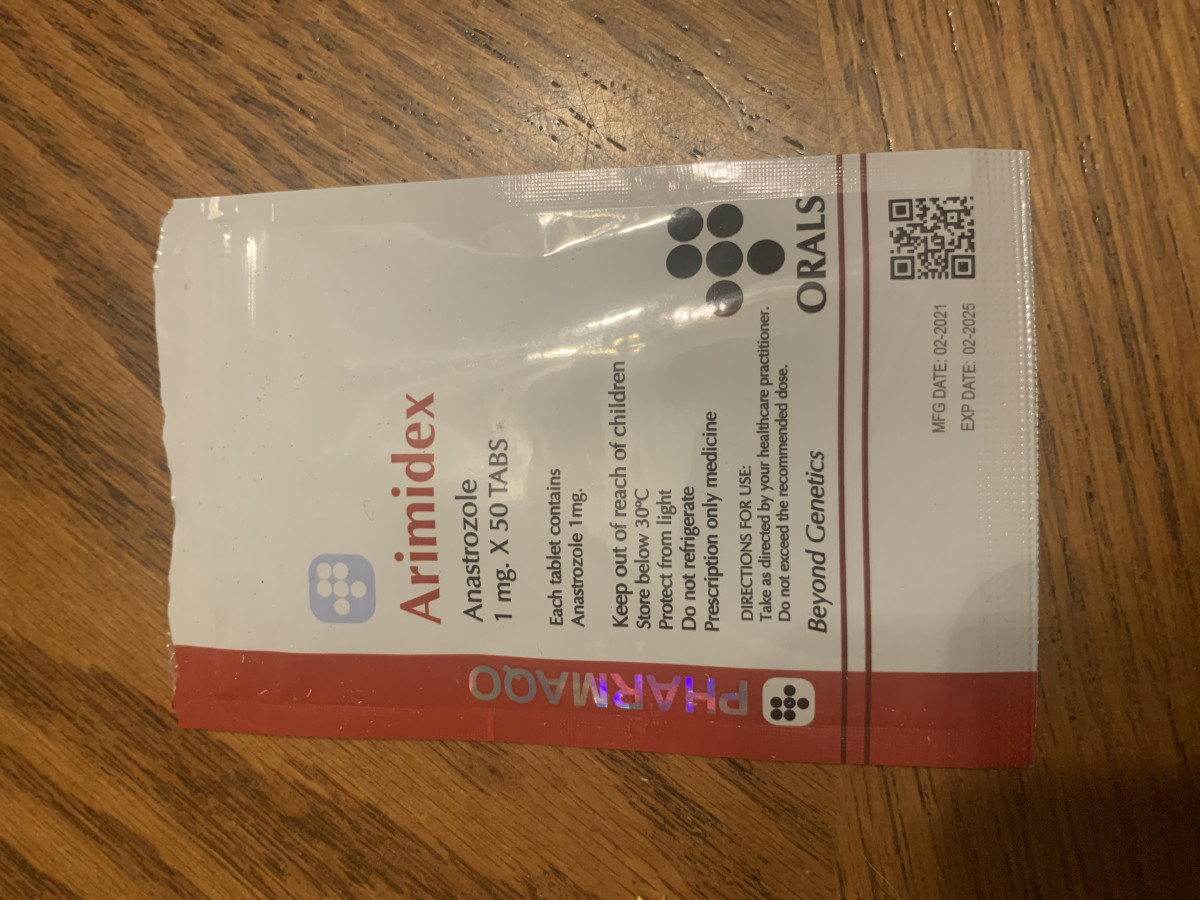 PHARMAQO
Arimidex
Anastrozole
1 mg. X 50 TABS
Each tablet contains
Anastrozole 1mg.
Keep out of reach of children
Store below 30ºC
Protect from light
Do not refrigerate
Prescription only medicine
DIRECTIONS FOR USE:
Take as directed by your healthcare practitioner.
Do not exceed the recommended dose.
Beyond Genetics
ORALS
MFG DATE: 02-2021
EXP DATE: 02-2025